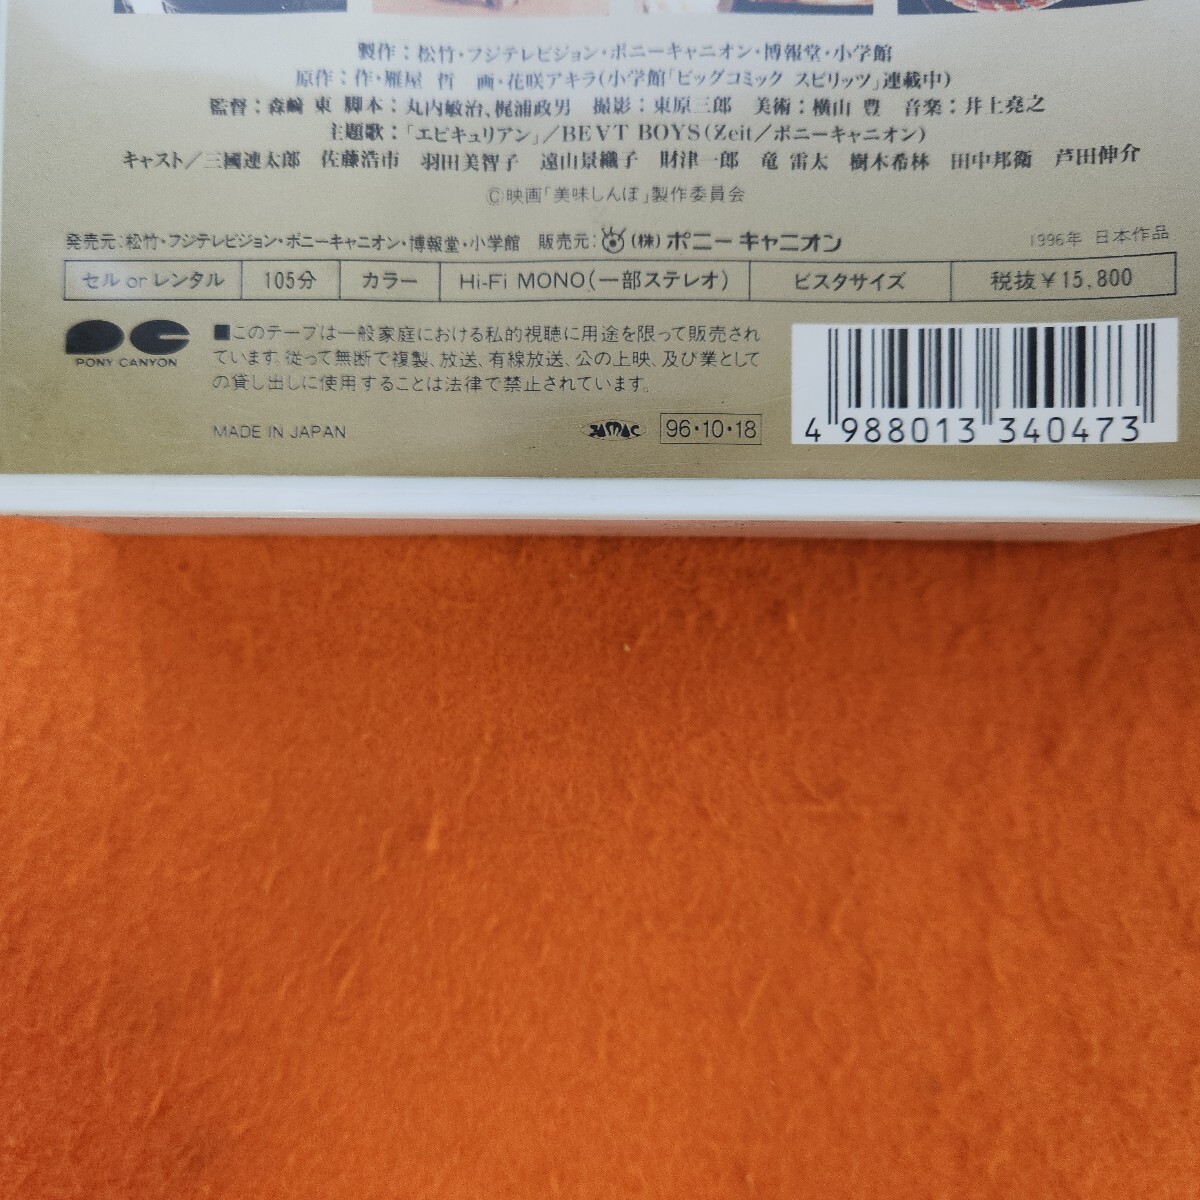 製作：松竹・フジテレビジョン・ポニーキャニオン・博報堂・小学館
原作：作・雁屋 哲 画・花咲アキラ(小学館「ビッグコミック スピリッツ」連載中)
監督：森﨑 東 脚本：丸内敏治、梶浦政男 撮影：東原三郎 美術：横山 豊 音楽：井上堯之
主題歌：「エピキュリアン」／BEVT BOYS(Zeit／ポニーキャニオン)
キャスト／三國連太郎 佐藤浩市 羽田美智子 遠山景織子 財津一郎 竜 雷太 樹木希林 田中邦衛 芦田伸介
Ⓒ映画「美味しんぼ」製作委員会
発売元：松竹・フジテレビジョン・ポニーキャニオン・博報堂・小学館 販売元：(株)ポニーキャニオン 1996年 日本作品
セル or レンタル 105分 カラー Hi-Fi MONO(一部ステレオ) ビスタサイズ 税抜￥15,800
PONY CANYON
■このテープは一般家庭における私的視聴に用途を限って販売され
ています。従って無断で複製、放送、有線放送、公の上映、及び業として
の貸し出しに使用することは法律で禁止されています。
MADE IN JAPAN 96・10・18
4 988013 340473